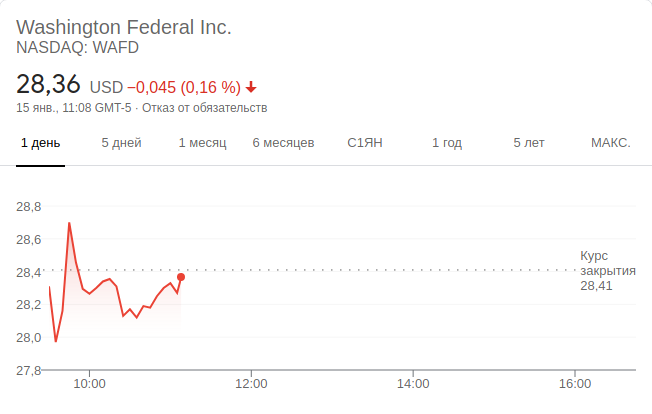 Washington Federal Inc.
NASDAQ: WAFD
28,36 USD −0,045 (0,16 %)
15 янв., 11:08 GMT-5 · Отказ от обязательств
1 день 5 дней 1 месяц 6 месяцев С1ЯН 1 год 5 лет МАКС.
28,8
28,6
28,4
28,2
28,0
27,8
Курс
закрытия
28,41
10:00 12:00 14:00 16:00